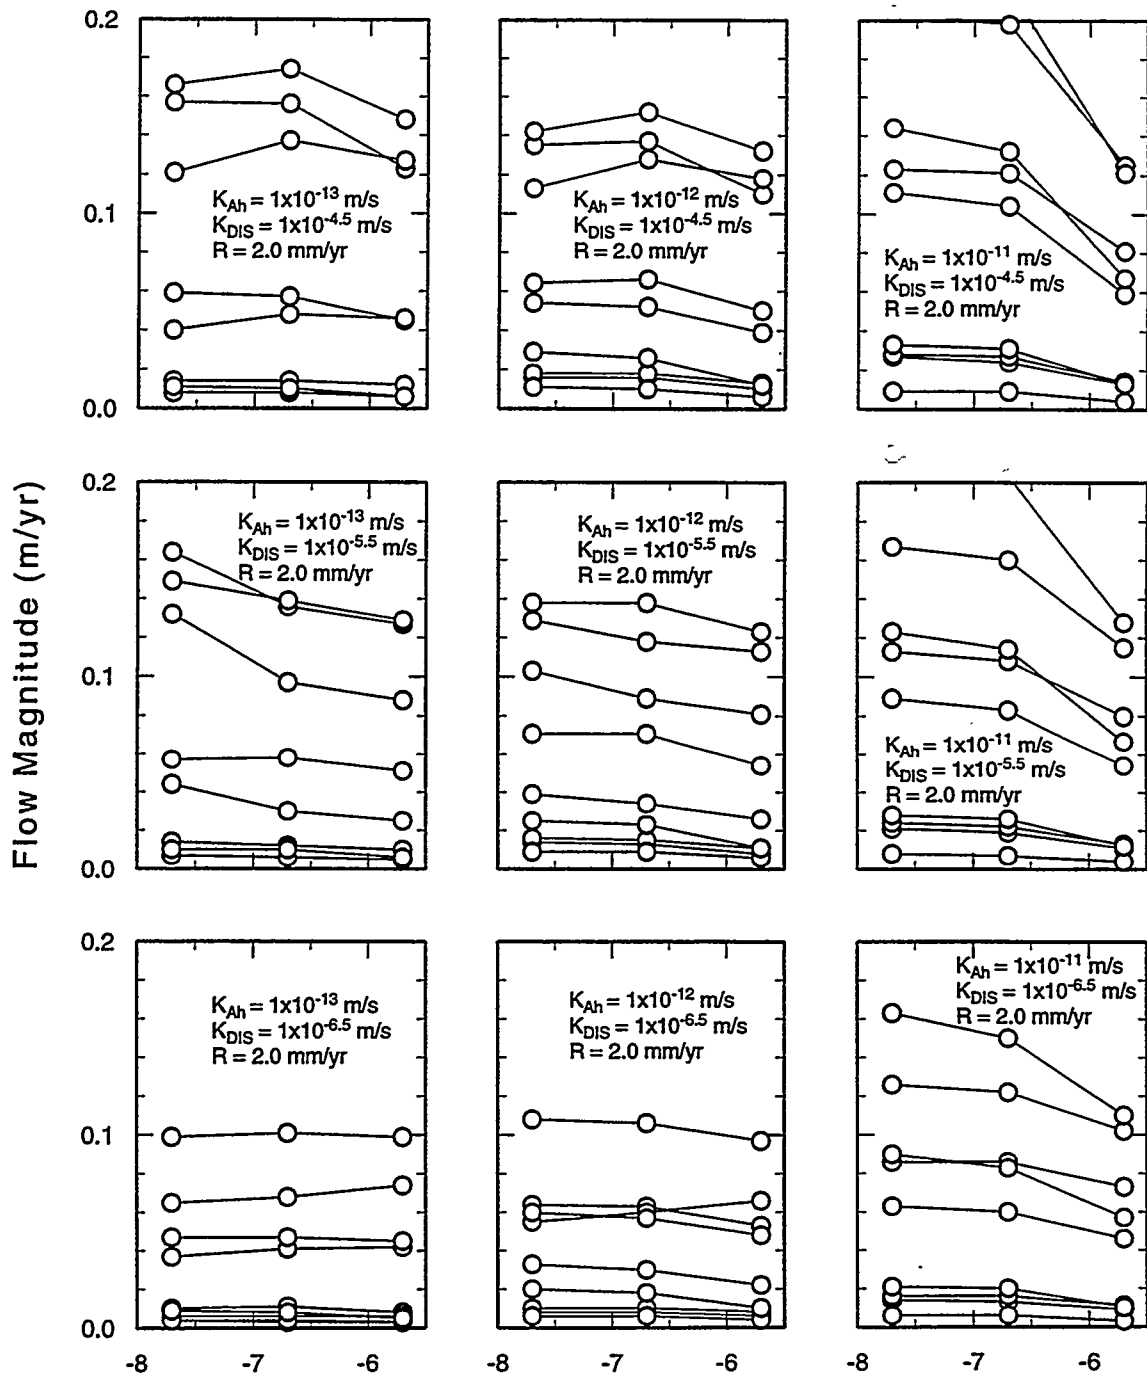 Flow Magnitude (m/yr)
0.2
0.1
0.0
K_Ah = 1x10^-13 m/s
K_DIS = 1x10^-4.5 m/s
R = 2.0 mm/yr
K_Ah = 1x10^-12 m/s
K_DIS = 1x10^-4.5 m/s
R = 2.0 mm/yr
K_Ah = 1x10^-11 m/s
K_DIS = 1x10^-4.5 m/s
R = 2.0 mm/yr
0.2
0.1
0.0
K_Ah = 1x10^-13 m/s
K_DIS = 1x10^-5.5 m/s
R = 2.0 mm/yr
K_Ah = 1x10^-12 m/s
K_DIS = 1x10^-5.5 m/s
R = 2.0 mm/yr
K_Ah = 1x10^-11 m/s
K_DIS = 1x10^-5.5 m/s
R = 2.0 mm/yr
0.2
0.1
0.0
K_Ah = 1x10^-13 m/s
K_DIS = 1x10^-6.5 m/s
R = 2.0 mm/yr
K_Ah = 1x10^-12 m/s
K_DIS = 1x10^-6.5 m/s
R = 2.0 mm/yr
K_Ah = 1x10^-11 m/s
K_DIS = 1x10^-6.5 m/s
R = 2.0 mm/yr
-8 -7 -6
-8 -7 -6
-8 -7 -6